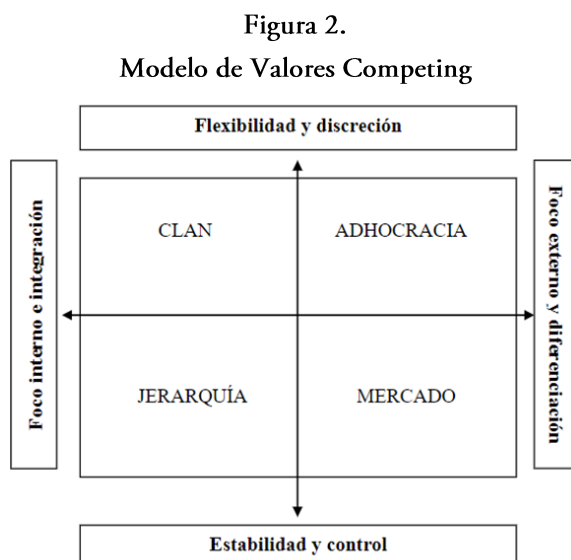 Figura 2.
Modelo de Valores Competing
Flexibilidad y discreción
Foco interno e integración
CLAN
ADHOCRACIA
Foco externo y diferenciación
JERARQUÍA
MERCADO
Estabilidad y control